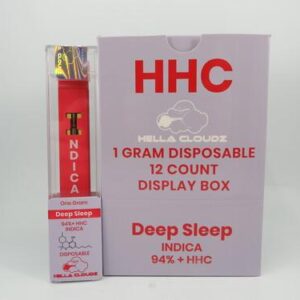 INDICA
One Gram
Deep Sleep
94%+ HHC
INDICA
DISPOSABLE
HELLA CLOUDZ
HHC
HELLA CLOUDZ
1 GRAM DISPOSABLE
12 COUNT
DISPLAY BOX
Deep Sleep
INDICA
94% + HHC